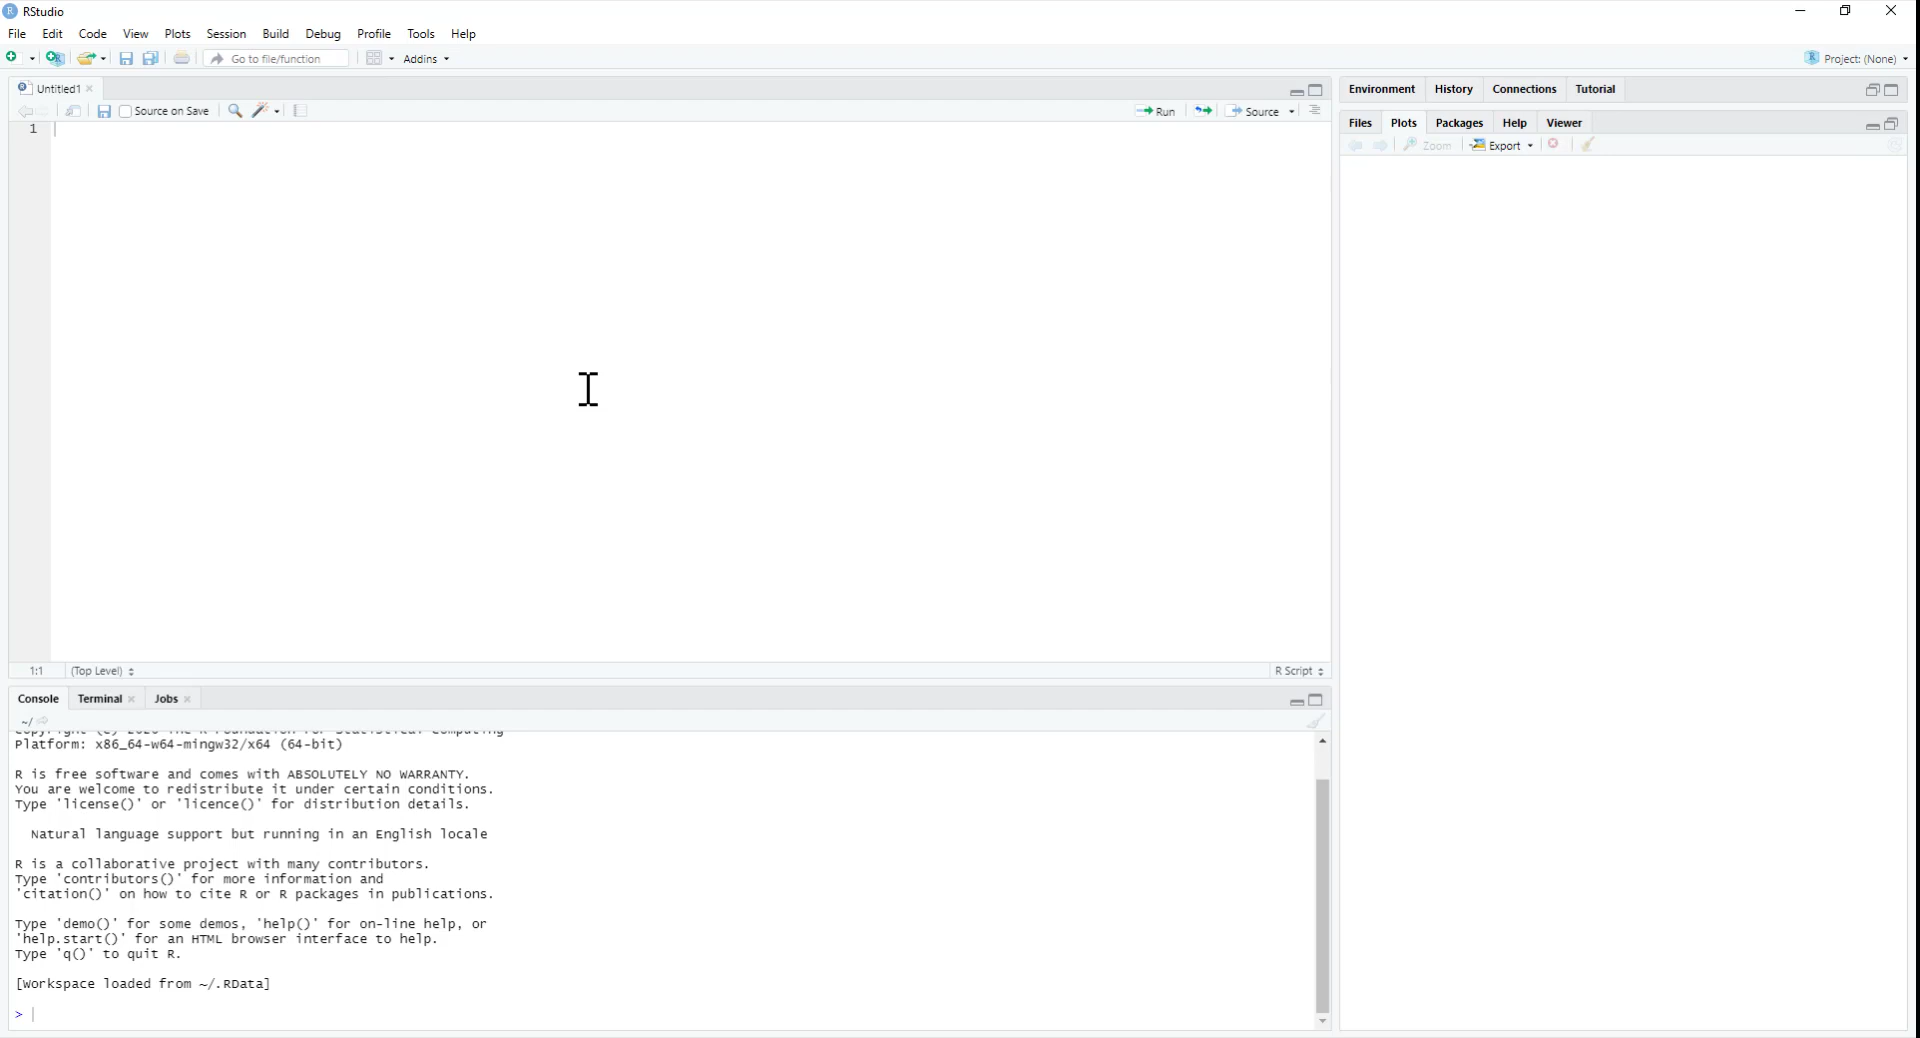 RStudio
File Edit Code View Plots Session Build Debug Profile Tools Help
Go to file/function Addins Project: (None)
Untitled1
Source on Save Run Source
1
1:1 (Top Level) R Script
Console Terminal Jobs
~/
Platform: x86_64-w64-mingw32/x64 (64-bit)
R is free software and comes with ABSOLUTELY NO WARRANTY.
You are welcome to redistribute it under certain conditions.
Type 'license()' or 'licence()' for distribution details.
Natural language support but running in an English locale
R is a collaborative project with many contributors.
Type 'contributors()' for more information and
'citation()' on how to cite R or R packages in publications.
Type 'demo()' for some demos, 'help()' for on-line help, or
'help.start()' for an HTML browser interface to help.
Type 'q()' to quit R.
[Workspace loaded from ~/.RData]
>
Environment History Connections Tutorial
Files Plots Packages Help Viewer
Zoom Export